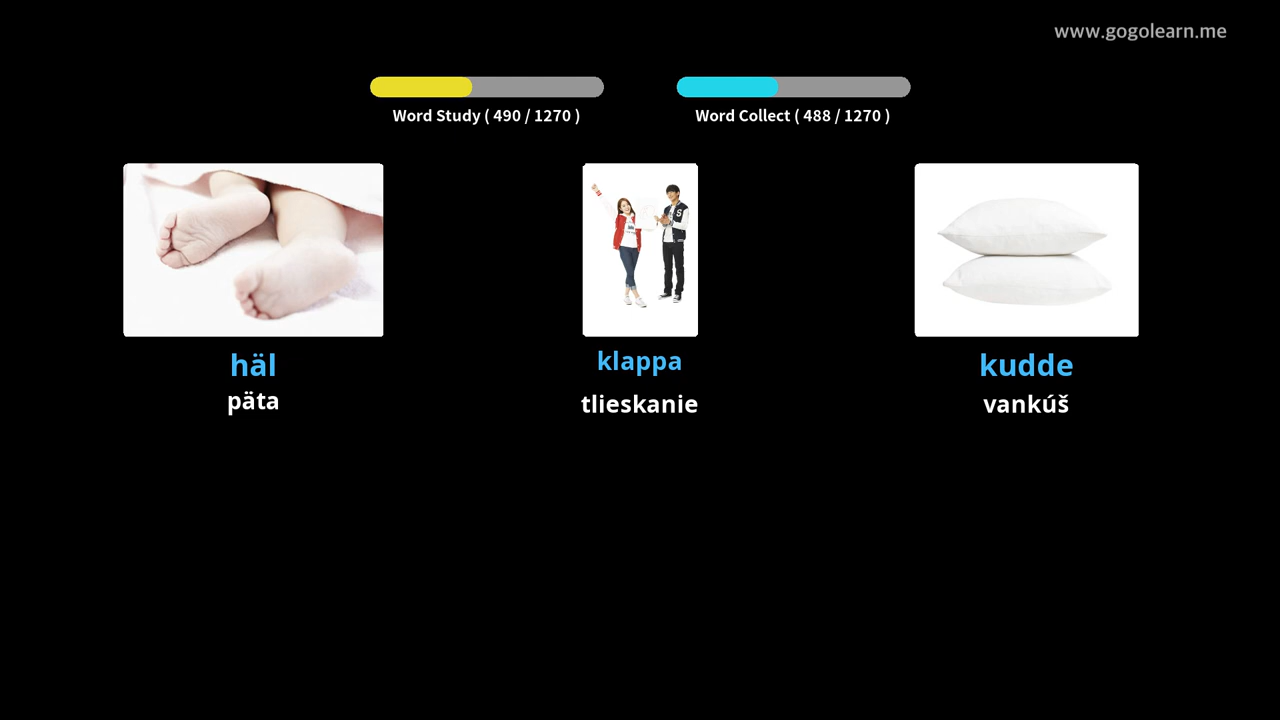 www.gogolearn.me
Word Study ( 490 / 1270 )
Word Collect ( 488 / 1270 )
häl
päta
klappa
tlieskanie
kudde
vankúš